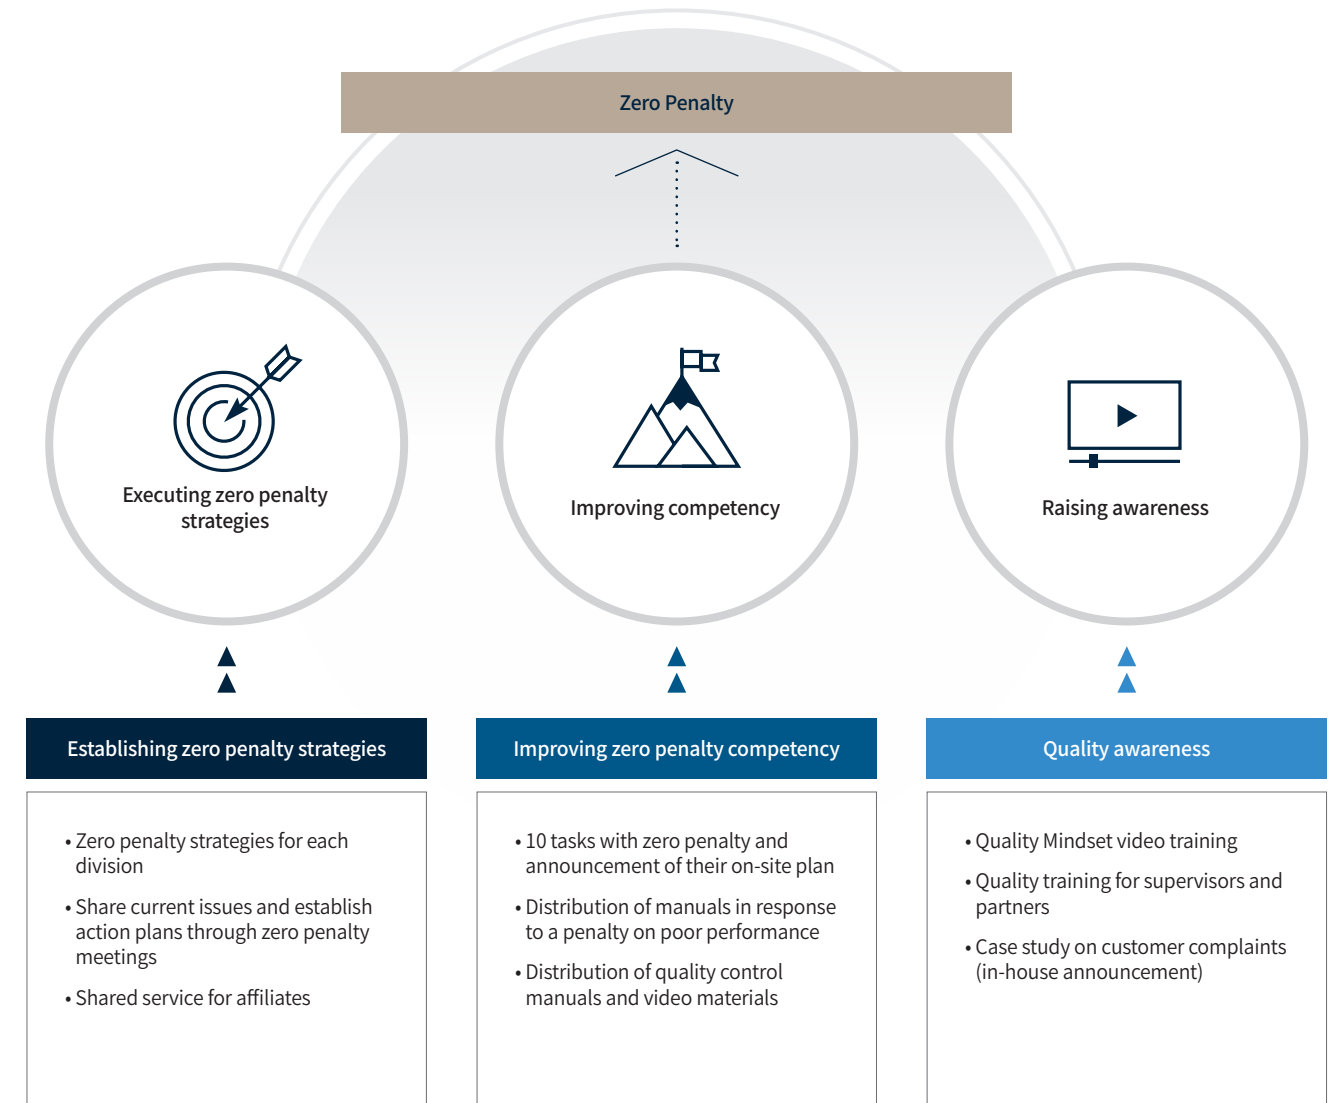 Zero Penalty
Executing zero penalty
strategies
Improving competency
Raising awareness
Establishing zero penalty strategies
• Zero penalty strategies for each
division
• Share current issues and establish
action plans through zero penalty
meetings
• Shared service for affiliates
Improving zero penalty competency
• 10 tasks with zero penalty and
announcement of their on-site plan
• Distribution of manuals in response
to a penalty on poor performance
• Distribution of quality control
manuals and video materials
Quality awareness
• Quality Mindset video training
• Quality training for supervisors and
partners
• Case study on customer complaints
(in-house announcement)